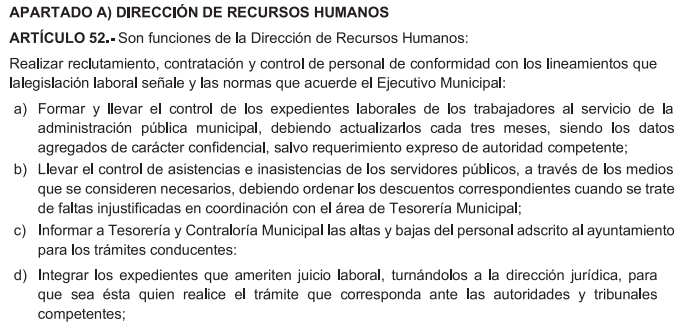 APARTADO A) DIRECCIÓN DE RECURSOS HUMANOS
ARTÍCULO 52.- Son funciones de la Dirección de Recursos Humanos:
Realizar reclutamiento, contratación y control de personal de conformidad con los lineamientos que
lalegislación laboral señale y las normas que acuerde el Ejecutivo Municipal:
a) Formar y llevar el control de los expedientes laborales de los trabajadores al servicio de la
administración pública municipal, debiendo actualizarlos cada tres meses, siendo los datos
agregados de carácter confidencial, salvo requerimiento expreso de autoridad competente;
b) Llevar el control de asistencias e inasistencias de los servidores públicos, a través de los medios
que se consideren necesarios, debiendo ordenar los descuentos correspondientes cuando se trate
de faltas injustificadas en coordinación con el área de Tesorería Municipal;
c) Informar a Tesorería y Contraloría Municipal las altas y bajas del personal adscrito al ayuntamiento
para los trámites conducentes:
d) Integrar los expedientes que ameriten juicio laboral, turnándolos a la dirección jurídica, para
que sea ésta quien realice el trámite que corresponda ante las autoridades y tribunales
competentes;